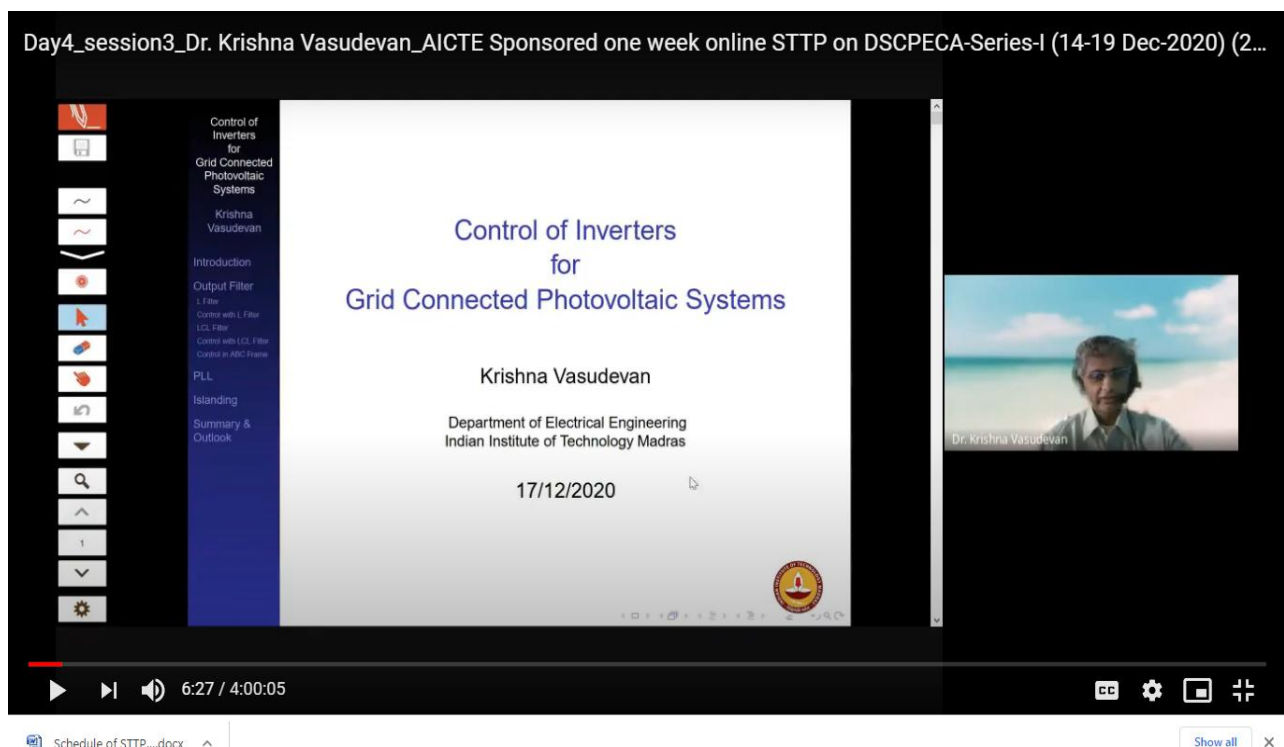 Day4_session3_Dr. Krishna Vasudevan_AICTE Sponsored one week online STTP on DSCPECA-Series-I (14-19 Dec-2020) (2...
Control of
Inverters
for
Grid Connected
Photovoltaic
Systems
Krishna
Vasudevan
Introduction
Output Filter
L Filter
Control with L Filter
LCL Filter
Control with LCL Filter
Control in ABC Frame
PLL
Islanding
Summary &
Outlook
1
Control of Inverters
for
Grid Connected Photovoltaic Systems
Krishna Vasudevan
Department of Electrical Engineering
Indian Institute of Technology Madras
17/12/2020
Dr. Krishna Vasudevan
6:27 / 4:00:05
CC
Schedule of STTP....docx
Show all